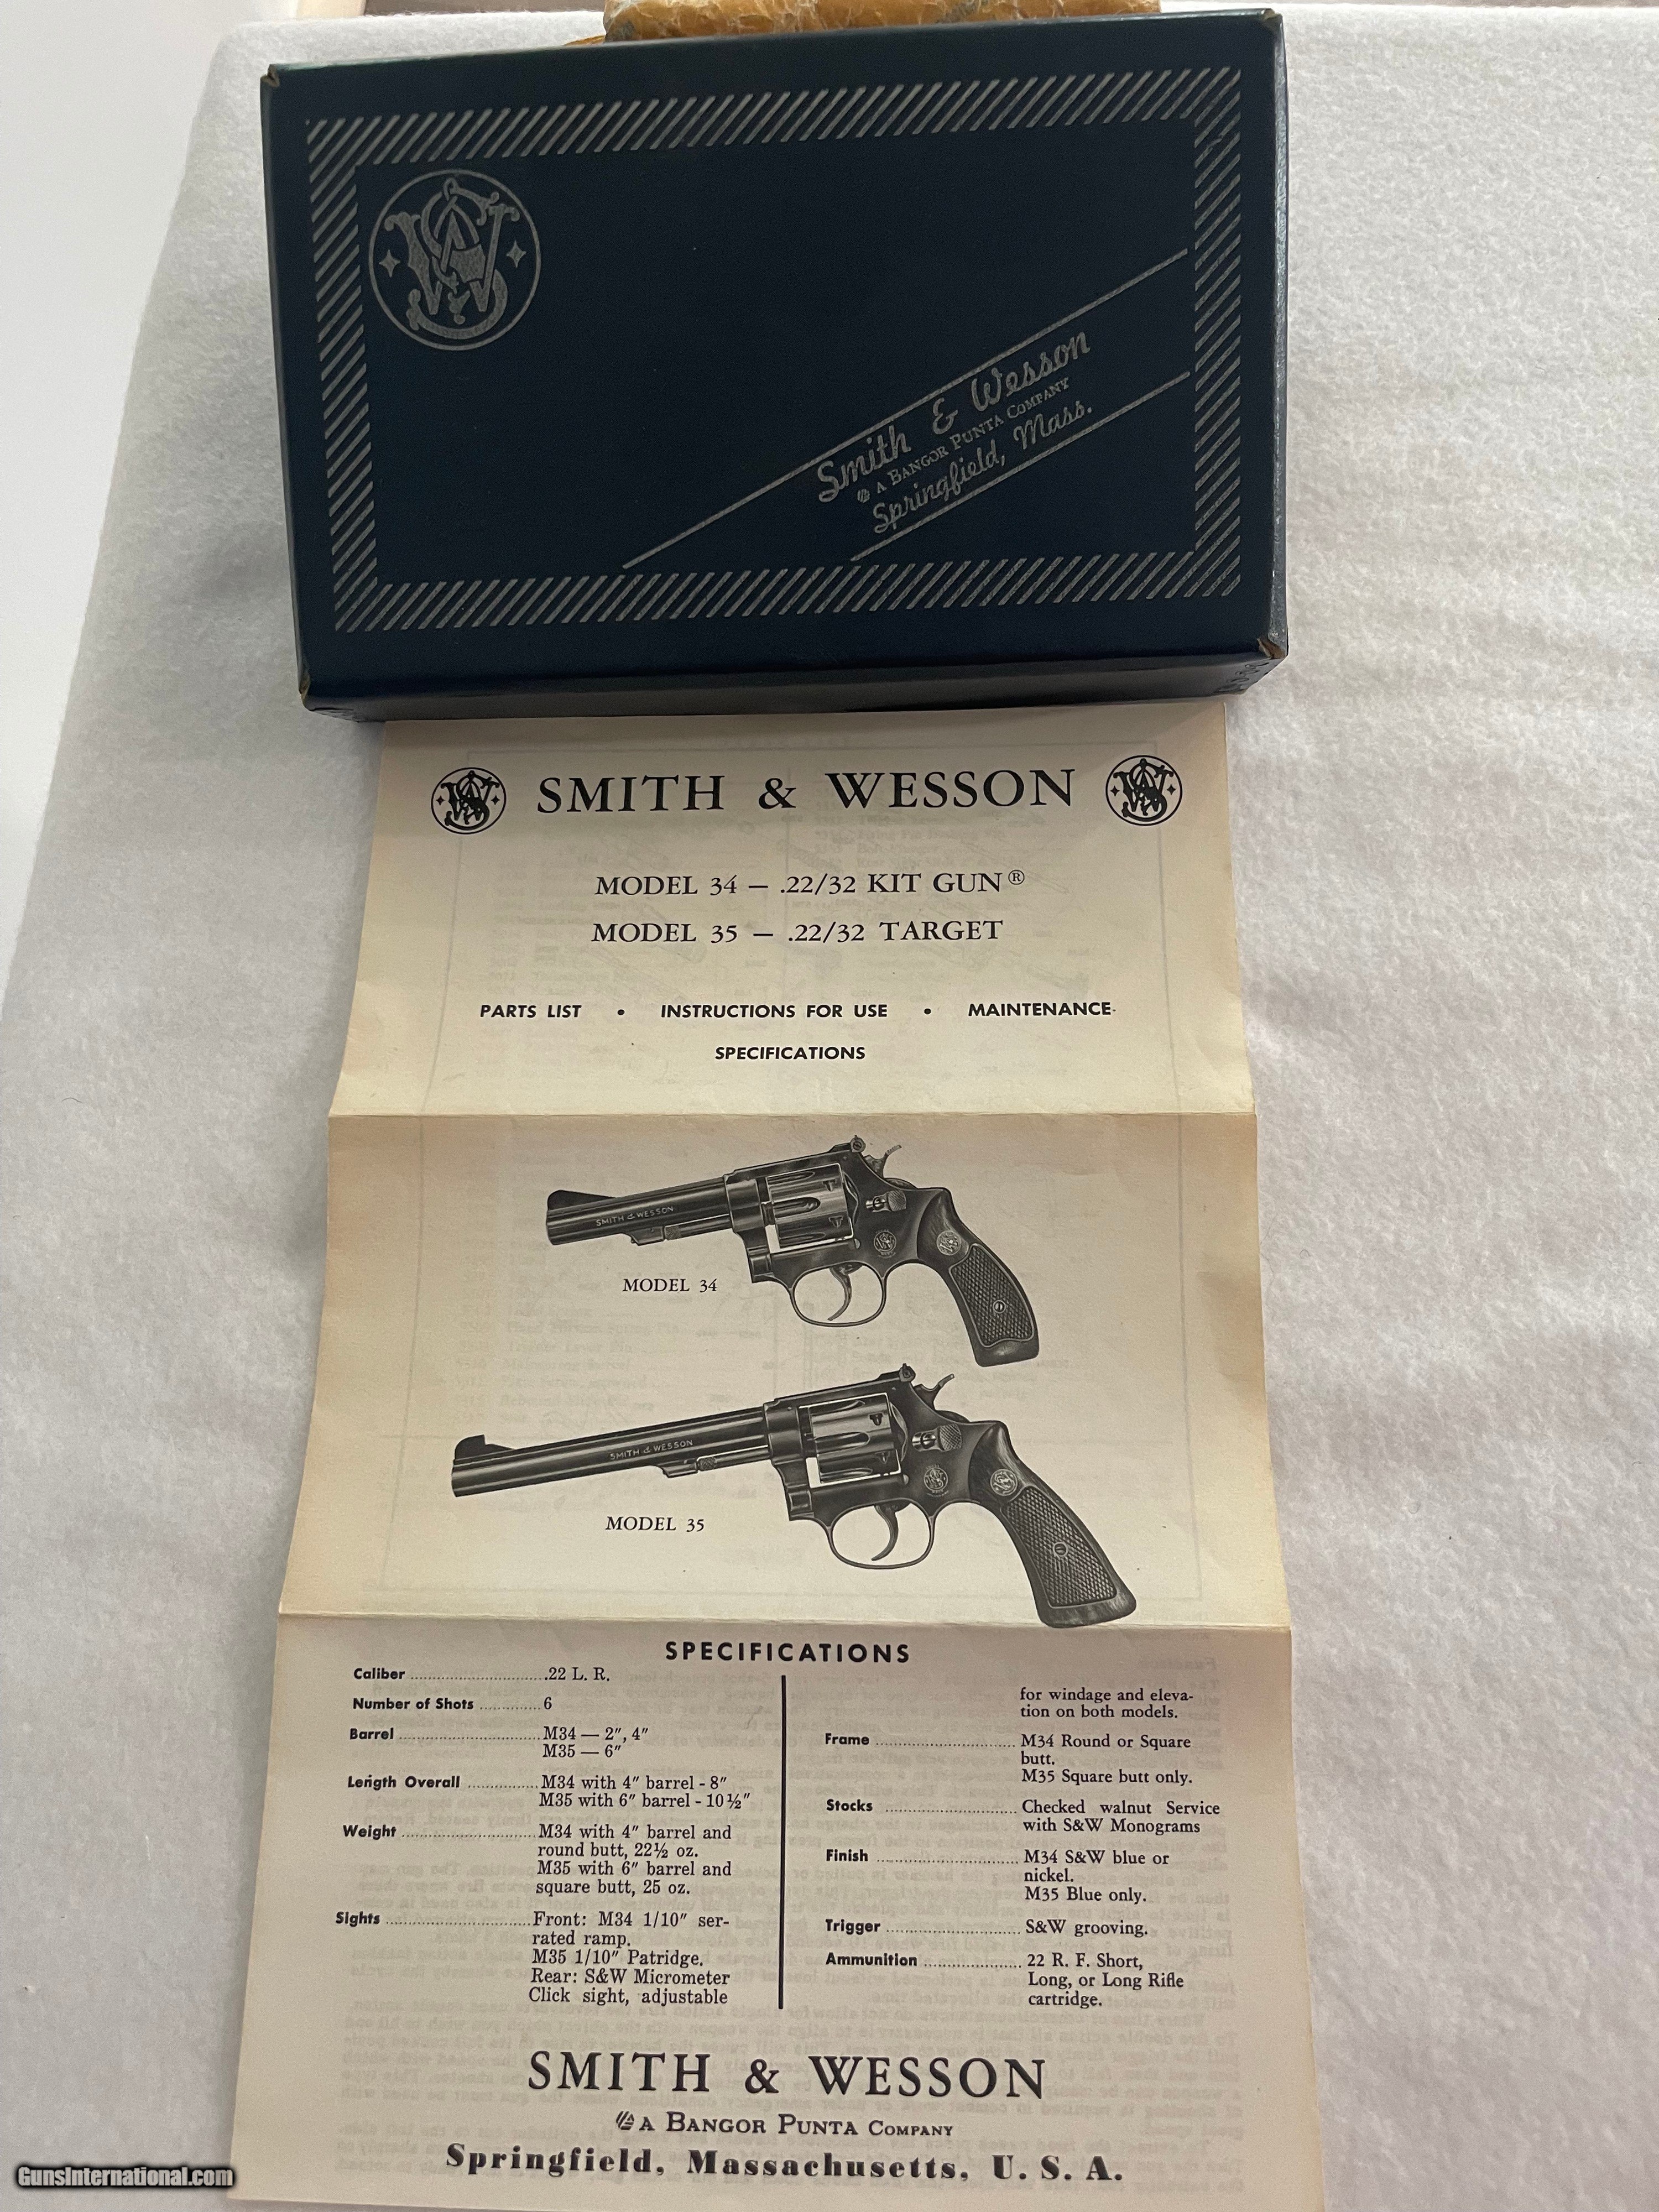 Smith & Wesson
A BANGOR PUNTA COMPANY
Springfield, Mass.
SMITH & WESSON
MODEL 34 — .22/32 KIT GUN®
MODEL 35 — .22/32 TARGET
PARTS LIST • INSTRUCTIONS FOR USE • MAINTENANCE
SPECIFICATIONS
SMITH & WESSON
MODEL 34
SMITH & WESSON
MODEL 35
SPECIFICATIONS
Caliber ............................ .22 L. R.
Number of Shots ............. 6
Barrel .............................. M34 — 2", 4"
M35 — 6"
Length Overall ............... M34 with 4" barrel - 8"
M35 with 6" barrel - 10½"
Weight ............................ M34 with 4" barrel and
round butt, 22½ oz.
M35 with 6" barrel and
square butt, 25 oz.
Sights .............................. Front: M34 1/10" ser-
rated ramp.
M35 1/10" Patridge.
Rear: S&W Micrometer
Click sight, adjustable
for windage and eleva-
tion on both models.
Frame ............................. M34 Round or Square
butt.
M35 Square butt only.
Stocks ........................... Checked walnut Service
with S&W Monograms
Finish .............................. M34 S&W blue or
nickel.
M35 Blue only.
Trigger ........................... S&W grooving.
Ammunition .................... 22 R. F. Short,
Long, or Long Rifle
cartridge.
SMITH & WESSON
A BANGOR PUNTA COMPANY
Springfield, Massachusetts, U. S. A.
GunsInternational.com